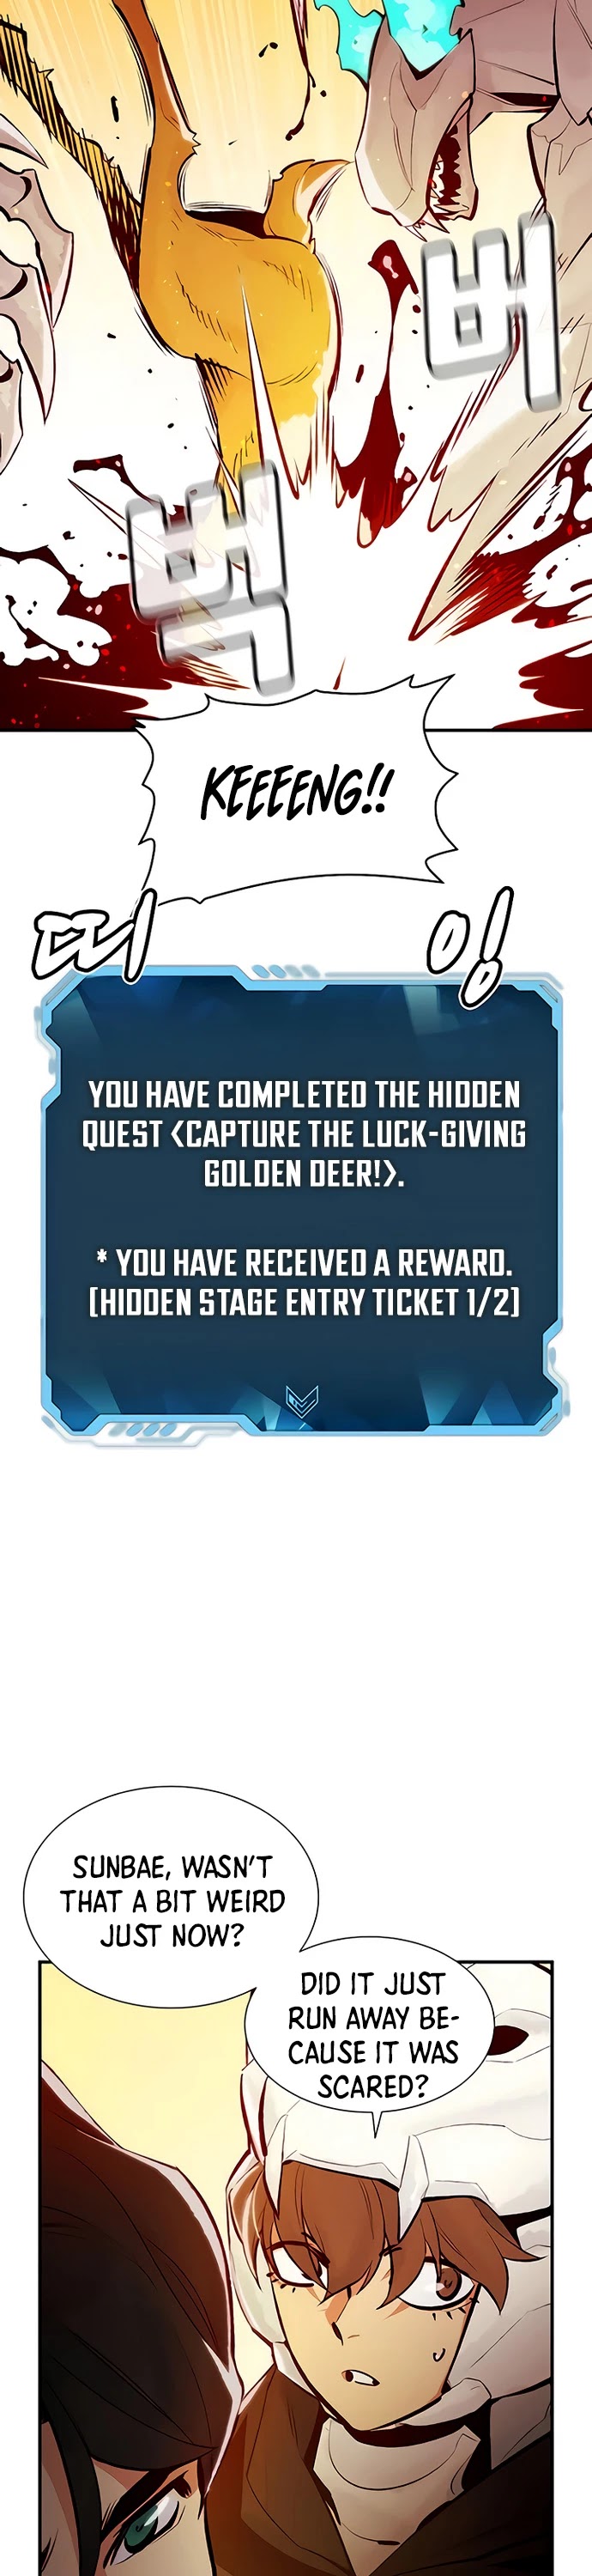 버
벅
KEEEENG!!
띠 이!
YOU HAVE COMPLETED THE HIDDEN
QUEST <CAPTURE THE LUCK-GIVING
GOLDEN DEER!>.
* YOU HAVE RECEIVED A REWARD.
[HIDDEN STAGE ENTRY TICKET 1/2]
SUNBAE, WASN'T
THAT A BIT WEIRD
JUST NOW?
DID IT JUST
RUN AWAY BE-
CAUSE IT WAS
SCARED?